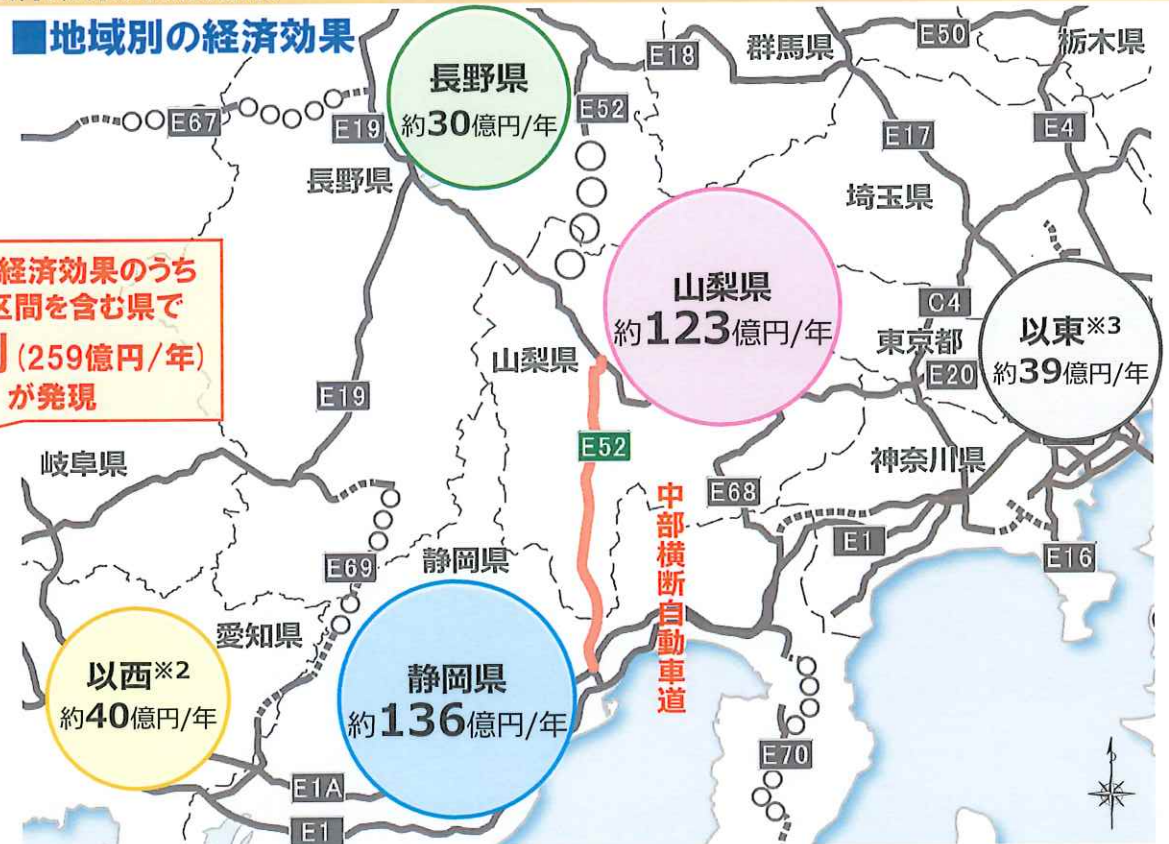 ■地域別の経済効果
長野県
約30億円/年
E18
群馬県
E50
栃木県
E67
E19
E52
E17
E4
長野県
埼玉県
経済効果のうち
区間を含む県で
(259億円/年)
が発現
山梨県
約123億円/年
C4
東京都
E20
以東※3
約39億円/年
山梨県
E19
E52
岐阜県
神奈川県
E68
中部横断自動車道
E1
E16
静岡県
E69
愛知県
以西※2
約40億円/年
静岡県
約136億円/年
E70
E1A
E1